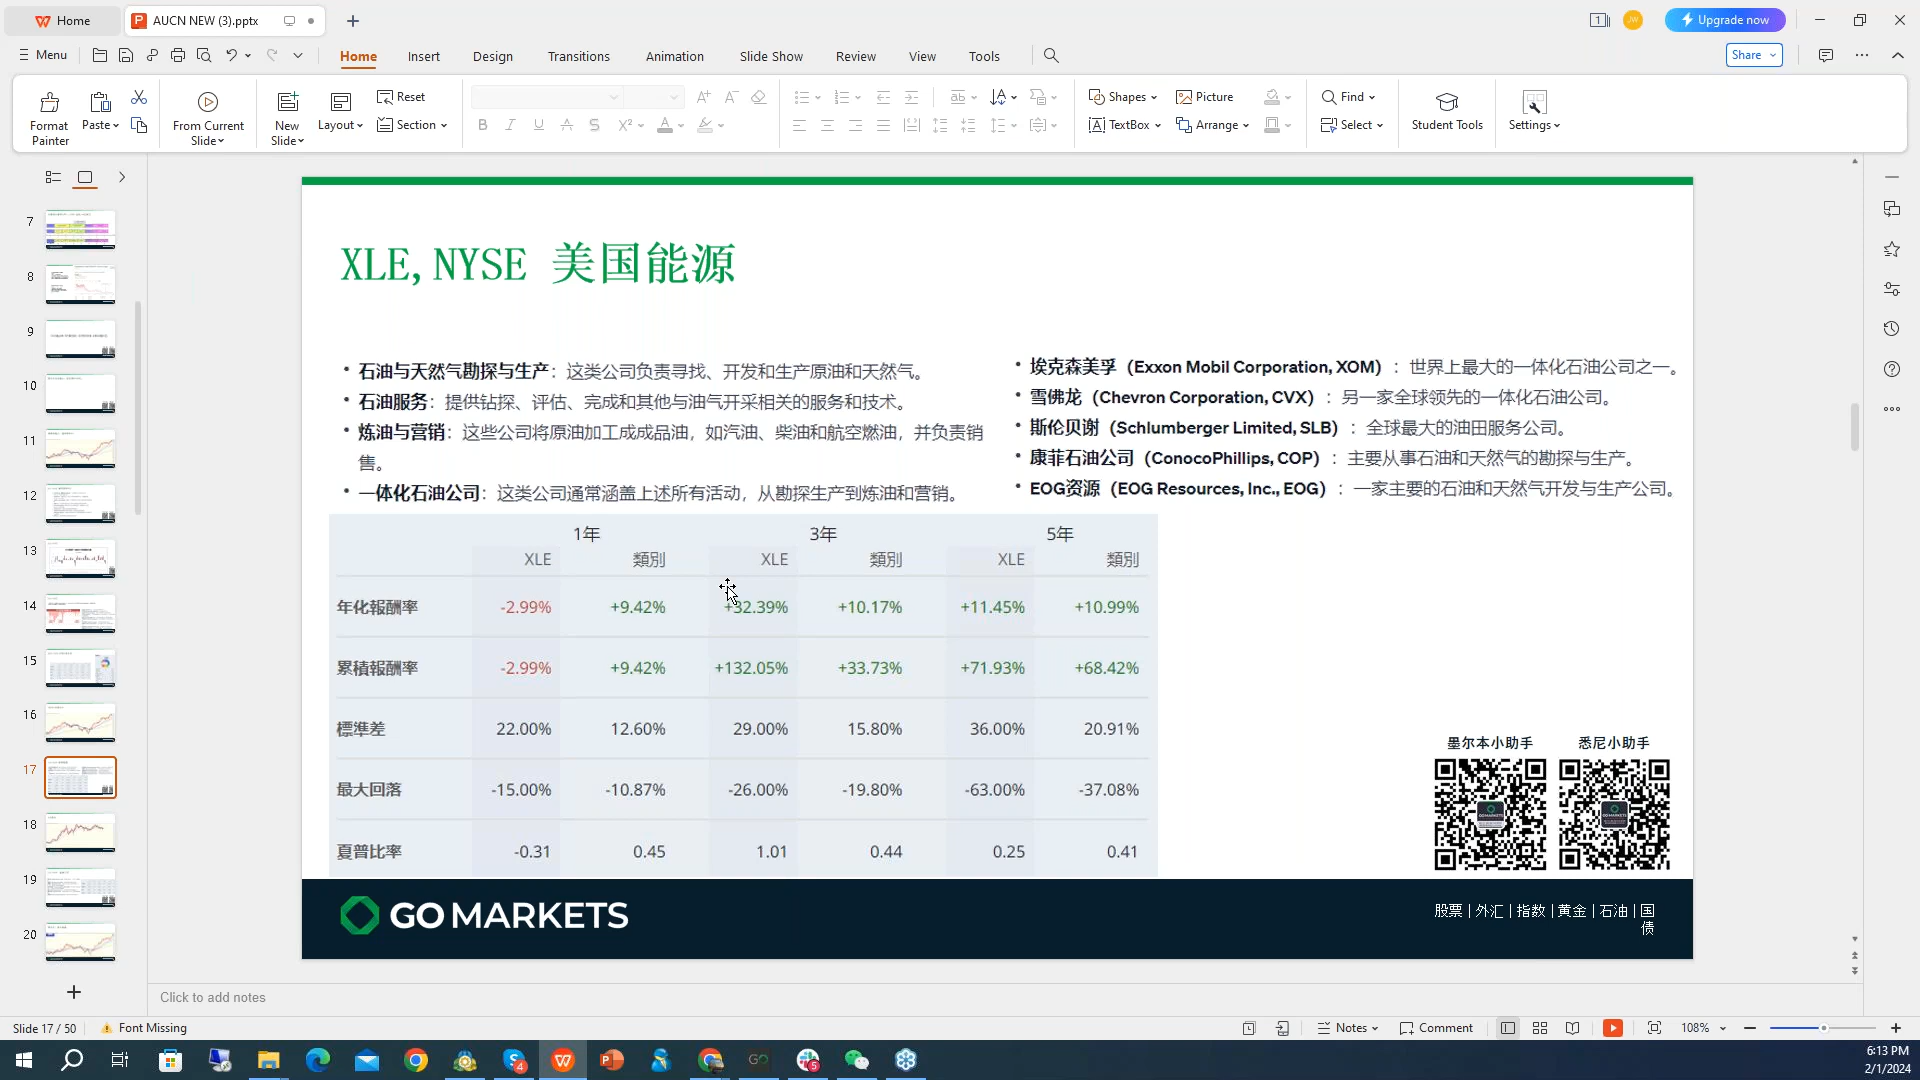 Home
AUCN NEW (3).pptx
Upgrade now
Menu
Home
Insert
Design
Transitions
Animation
Slide Show
Review
View
Tools
Share
Format Painter
Paste
From Current Slide
New Slide
Layout
Reset
Section
Shapes
Picture
TextBox
Arrange
Find
Select
Student Tools
Settings
7
8
9
10
11
12
13
14
15
16
17
18
19
20
XLE,NYSE 美国能源
• 石油与天然气勘探与生产：这类公司负责寻找、开发和生产原油和天然气。
• 石油服务：提供钻探、评估、完成和其他与油气开采相关的服务和技术。
• 炼油与营销：这些公司将原油加工成成品油，如汽油、柴油和航空燃油，并负责销
售。
• 一体化石油公司：这类公司通常涵盖上述所有活动，从勘探生产到炼油和营销。
• 埃克森美孚（Exxon Mobil Corporation, XOM）：世界上最大的一体化石油公司之一。
• 雪佛龙（Chevron Corporation, CVX）：另一家全球领先的一体化石油公司。
• 斯伦贝谢（Schlumberger Limited, SLB）：全球最大的油田服务公司。
• 康菲石油公司（ConocoPhillips, COP）：主要从事石油和天然气的勘探与生产。
• EOG资源（EOG Resources, Inc., EOG）：一家主要的石油和天然气开发与生产公司。
1年 3年 5年
XLE 類別 XLE 類別 XLE 類別
年化報酬率 -2.99% +9.42% +32.39% +10.17% +11.45% +10.99%
累積報酬率 -2.99% +9.42% +132.05% +33.73% +71.93% +68.42%
標準差 22.00% 12.60% 29.00% 15.80% 36.00% 20.91%
最大回落 -15.00% -10.87% -26.00% -19.80% -63.00% -37.08%
夏普比率 -0.31 0.45 1.01 0.44 0.25 0.41
墨尔本小助手 悉尼小助手
GO MARKETS
股票 | 外汇 | 指数 | 黄金 | 石油 | 国
债
Click to add notes
Slide 17 / 50
Font Missing
Notes
Comment
108%
6:13 PM
2/1/2024